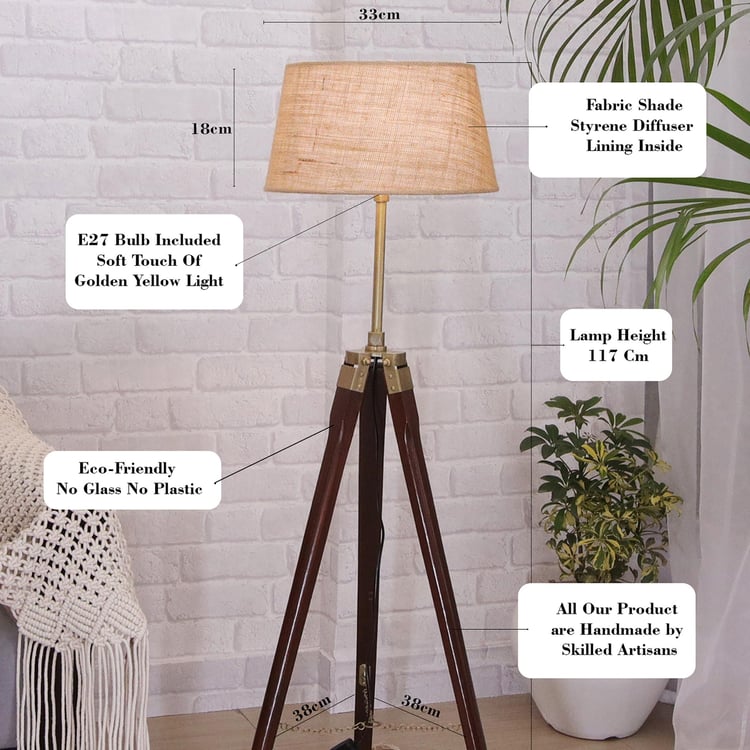 33cm
18cm
Fabric Shade
Styrene Diffuser
Lining Inside
E27 Bulb Included
Soft Touch Of
Golden Yellow Light
Lamp Height
117 Cm
Eco-Friendly
No Glass No Plastic
All Our Product
are Handmade by
Skilled Artisans
38cm
38cm